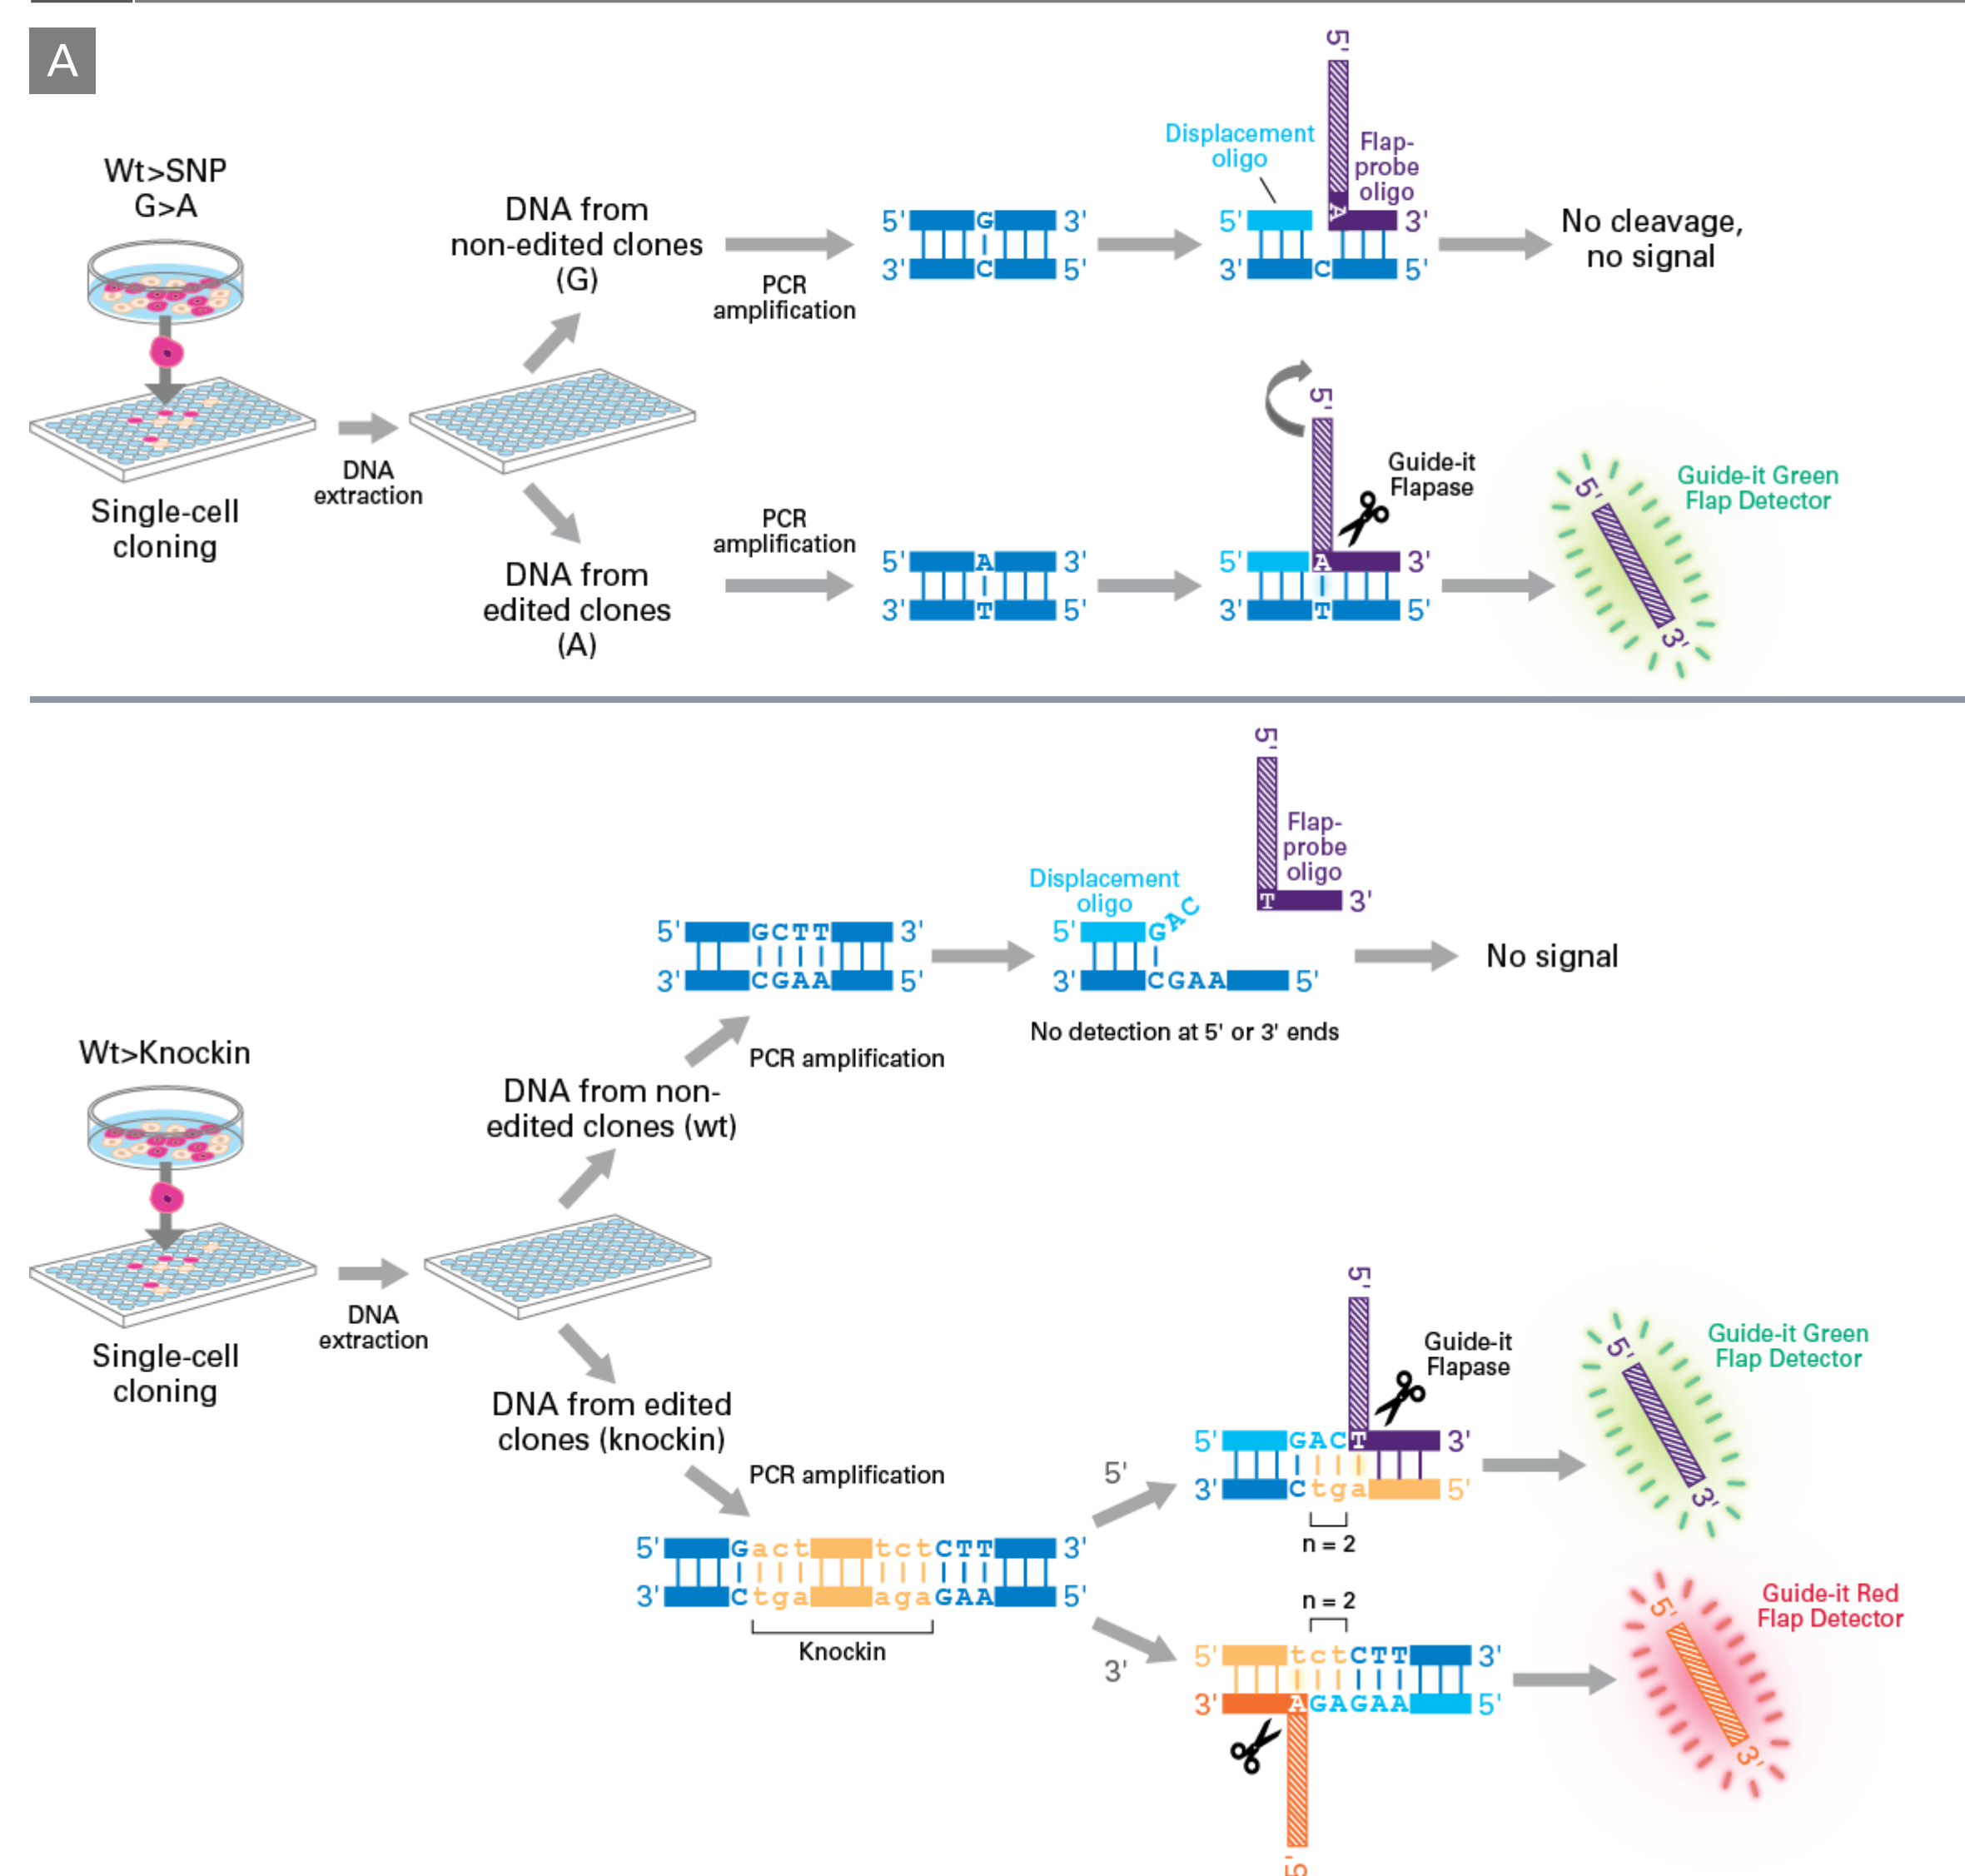 A
Wt>SNP
G>A
Single-cell
cloning
DNA
extraction
DNA from
non-edited clones
(G)
PCR
amplification
5' G 3'
3' C 5'
Displacement
oligo
5'
Flap-
probe
oligo
5' A 3'
3' C 5'
No cleavage,
no signal
DNA from
edited clones
(A)
PCR
amplification
5' A 3'
3' T 5'
5'
Guide-it
Flapase
5' A 3'
3' T 5'
Guide-it Green
Flap Detector
5'
3'
Wt>Knockin
Single-cell
cloning
DNA
extraction
DNA from non-
edited clones (wt)
PCR amplification
5' GCTT 3'
3' CGAA 5'
Displacement
oligo
5' GAC
3' CGAA 5'
5'
Flap-
probe
oligo
T 3'
No detection at 5' or 3' ends
No signal
DNA from edited
clones (knockin)
PCR amplification
5' Gact tctCTT 3'
3' Ctga agaGAA 5'
Knockin
5'
5'
Guide-it
Flapase
5' GACT 3'
3' Ctga 5'
n = 2
Guide-it Green
Flap Detector
5'
3'
3'
n = 2
5' tctCTT 3'
3' AGAGAA 5'
5'
Guide-it Red
Flap Detector
5'
3'